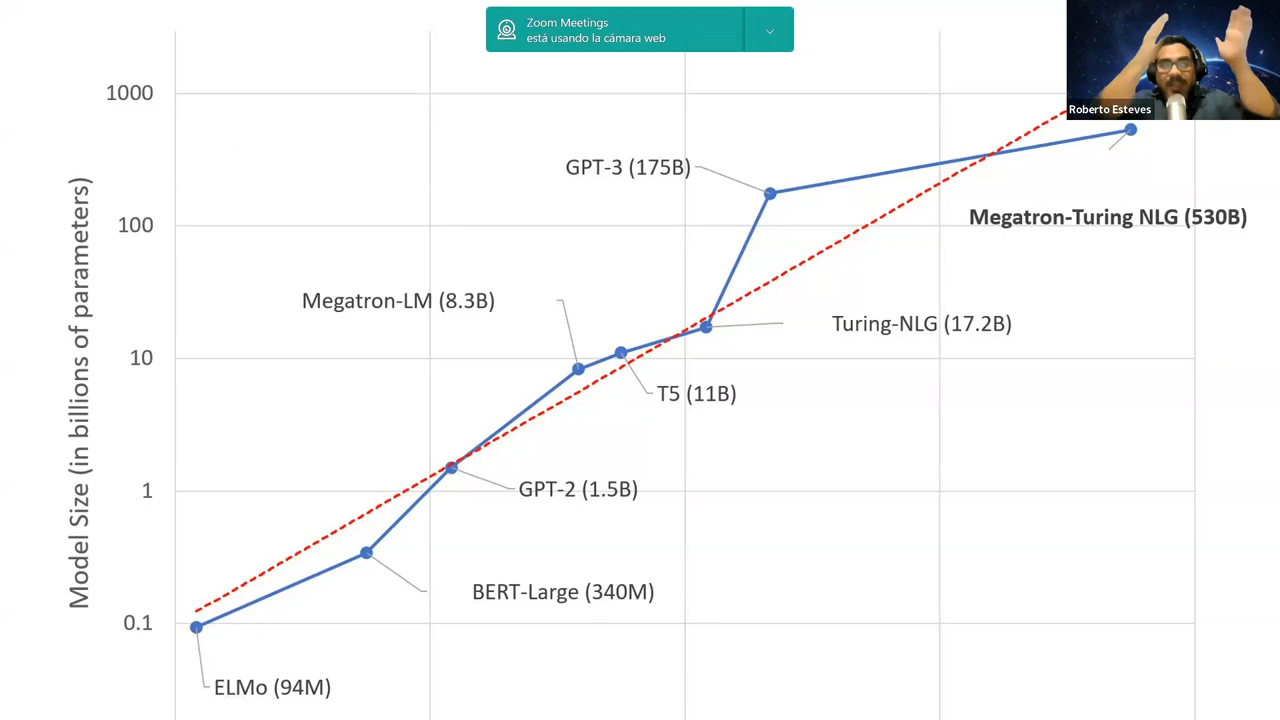 Zoom Meetings
está usando la cámara web
Roberto Esteves
Model Size (in billions of parameters)
1000
100
10
1
0.1
GPT-3 (175B)
Megatron-Turing NLG (530B)
Megatron-LM (8.3B)
Turing-NLG (17.2B)
T5 (11B)
GPT-2 (1.5B)
BERT-Large (340M)
ELMo (94M)